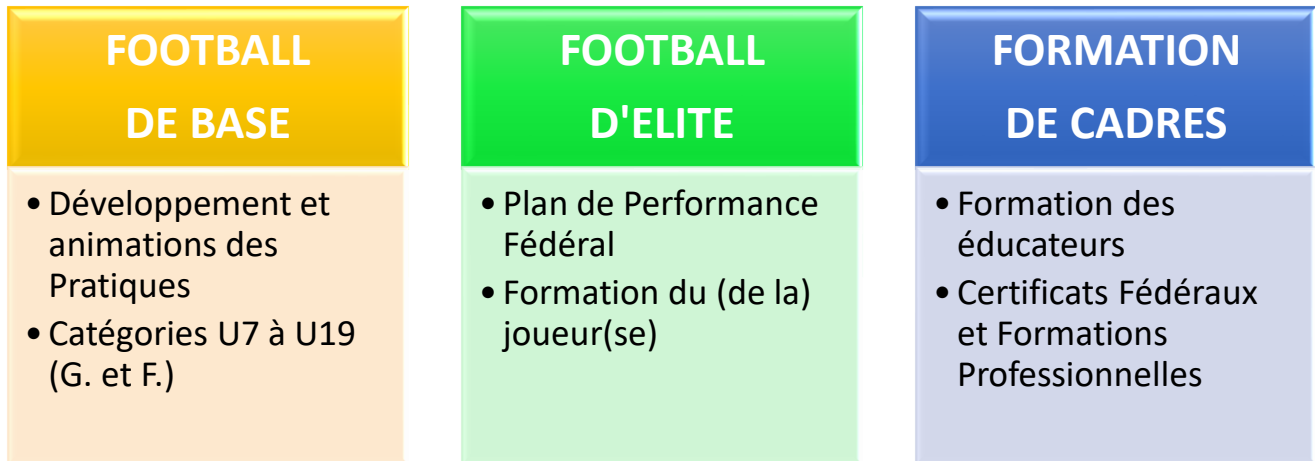 FOOTBALL
DE BASE
• Développement et
animations des
Pratiques
• Catégories U7 à U19
(G. et F.)
FOOTBALL
D'ELITE
• Plan de Performance
Fédéral
• Formation du (de la)
joueur(se)
FORMATION
DE CADRES
• Formation des
éducateurs
• Certificats Fédéraux
et Formations
Professionnelles